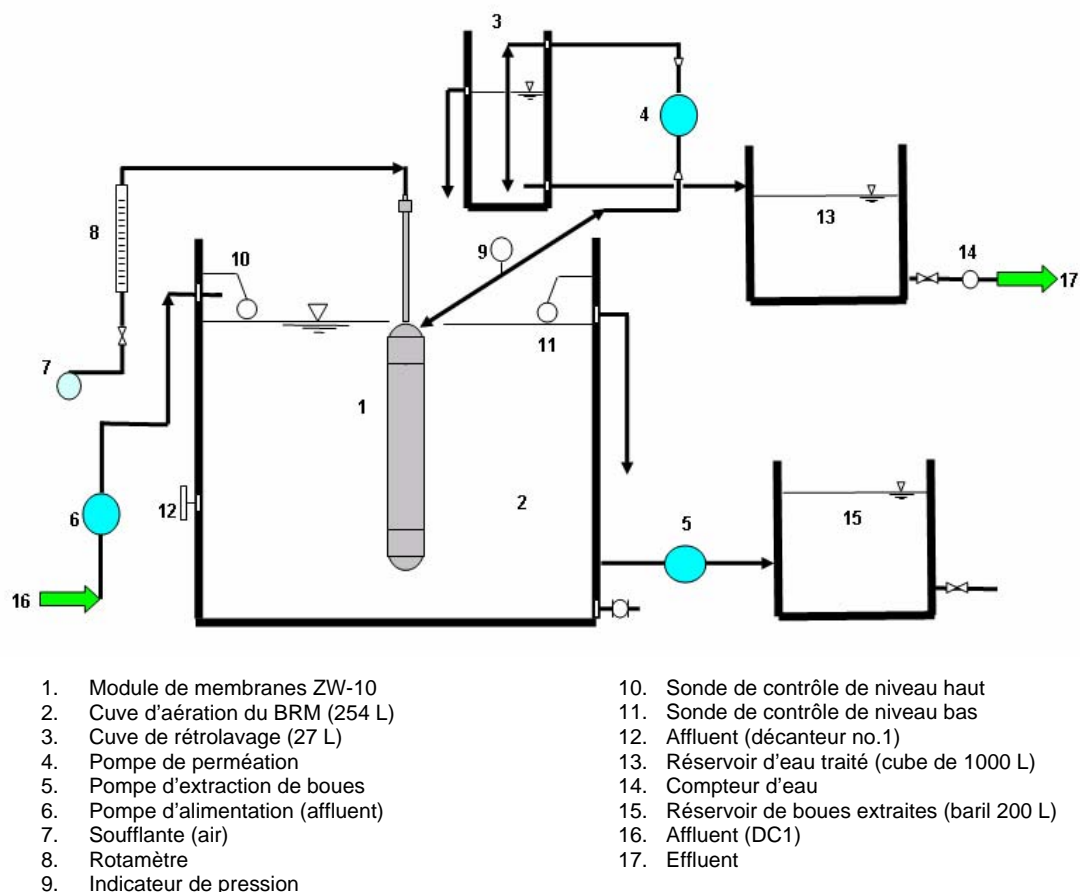 3
4
8
9
10
13
14
17
11
7
1
2
12
6
5
15
16
1. Module de membranes ZW-10
2. Cuve d'aération du BRM (254 L)
3. Cuve de rétrolavage (27 L)
4. Pompe de perméation
5. Pompe d'extraction de boues
6. Pompe d'alimentation (affluent)
7. Soufflante (air)
8. Rotamètre
9. Indicateur de pression
10. Sonde de contrôle de niveau haut
11. Sonde de contrôle de niveau bas
12. Affluent (décanteur no.1)
13. Réservoir d'eau traité (cube de 1000 L)
14. Compteur d'eau
15. Réservoir de boues extraites (baril 200 L)
16. Affluent (DC1)
17. Effluent